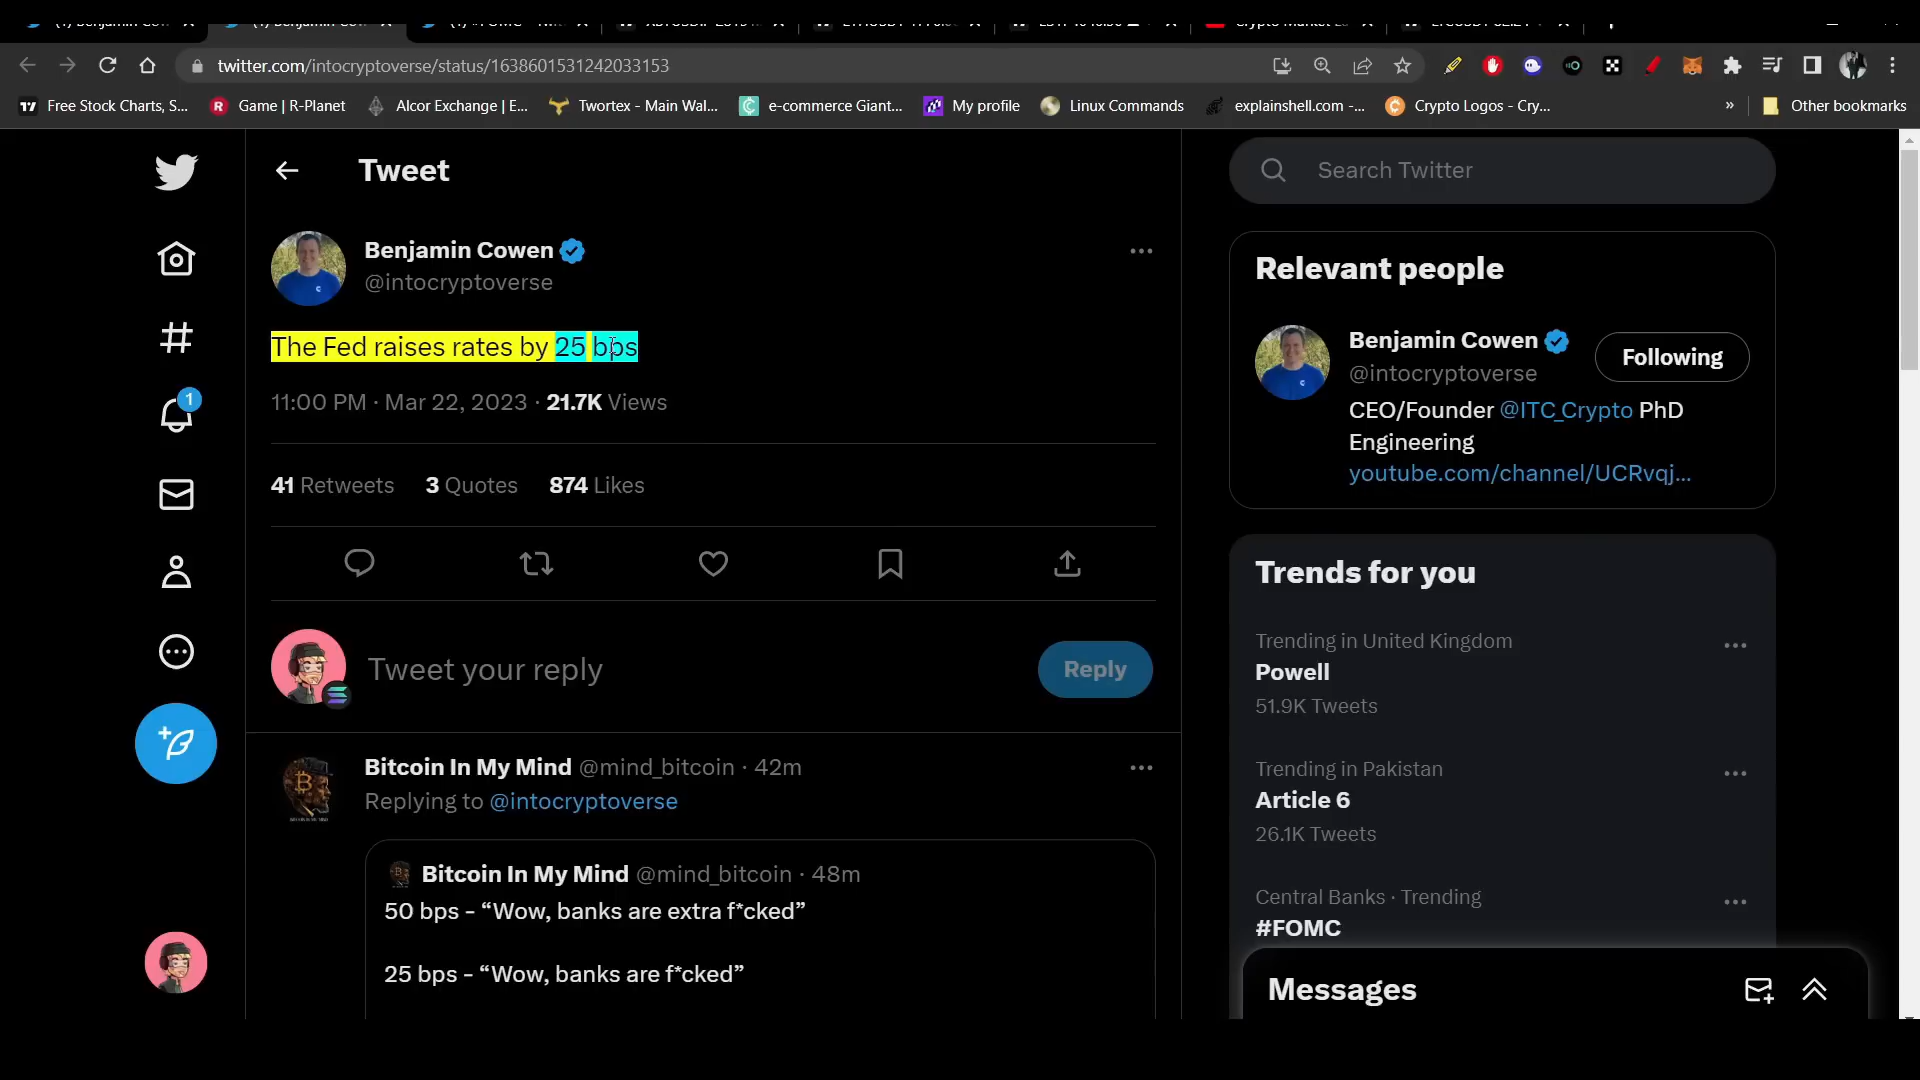 twitter.com/intocryptoverse/status/1638601531242033153
Free Stock Charts, S...
Game | R-Planet
Alcor Exchange | E...
Twortex - Main Wal...
e-commerce Giant...
My profile
Linux Commands
explainshell.com -...
Crypto Logos - Cry...
»
Other bookmarks
Tweet
Search Twitter
Benjamin Cowen
@intocryptoverse
The Fed raises rates by 25 bps
11:00 PM · Mar 22, 2023 · 21.7K Views
41 Retweets 3 Quotes 874 Likes
Tweet your reply
Reply
Bitcoin In My Mind @mind_bitcoin · 42m
Replying to @intocryptoverse
Bitcoin In My Mind @mind_bitcoin · 48m
50 bps – “Wow, banks are extra f*cked”
25 bps – “Wow, banks are f*cked”
1
Relevant people
Benjamin Cowen
@intocryptoverse
Following
CEO/Founder @ITC_Crypto PhD
Engineering
youtube.com/channel/UCRvqj...
Trends for you
Trending in United Kingdom
Powell
51.9K Tweets
Trending in Pakistan
Article 6
26.1K Tweets
Central Banks · Trending
#FOMC
Messages